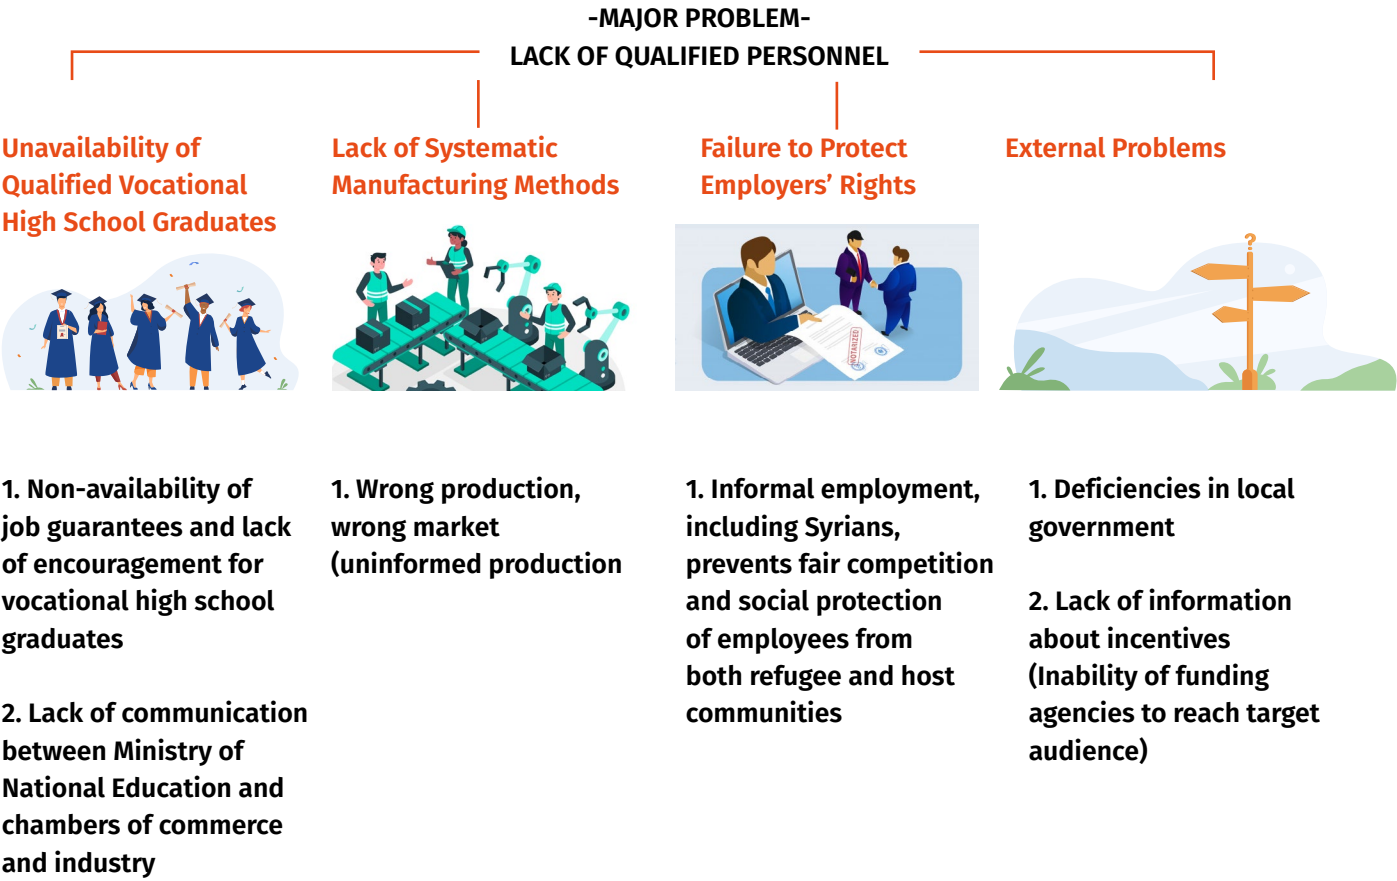 -MAJOR PROBLEM-
LACK OF QUALIFIED PERSONNEL
Unavailability of
Qualified Vocational
High School Graduates
Lack of Systematic
Manufacturing Methods
Failure to Protect
Employers’ Rights
External Problems
NOTARIZED
?
1. Non-availability of
job guarantees and lack
of encouragement for
vocational high school
graduates
2. Lack of communication
between Ministry of
National Education and
chambers of commerce
and industry
1. Wrong production,
wrong market
(uninformed production
1. Informal employment,
including Syrians,
prevents fair competition
and social protection
of employees from
both refugee and host
communities
1. Deficiencies in local
government
2. Lack of information
about incentives
(Inability of funding
agencies to reach target
audience)